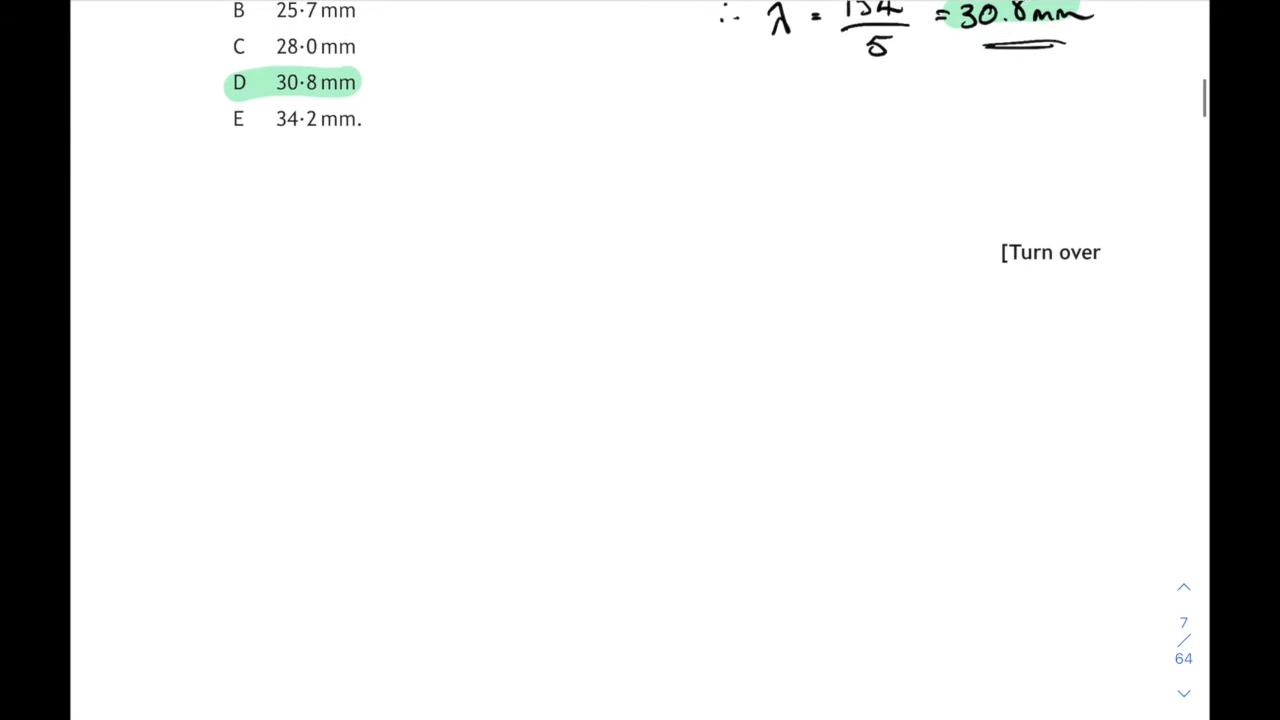 B 25·7 mm
C 28·0 mm
D 30·8 mm
E 34·2 mm.
∴ λ = 154/5 = 30.8mm
[Turn over
7
/
64